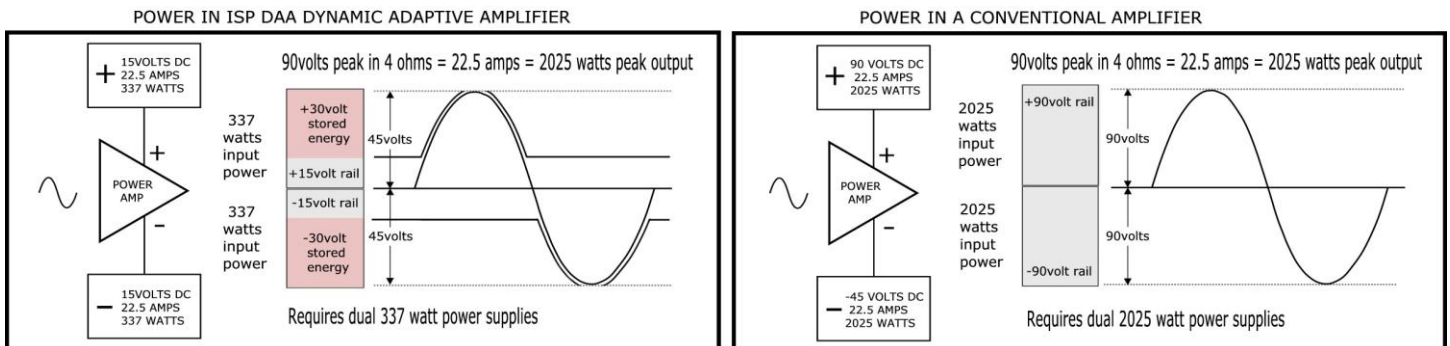 POWER IN ISP DAA DYNAMIC ADAPTIVE AMPLIFIER
+ 15VOLTS DC
22.5 AMPS
337 WATTS
90volts peak in 4 ohms = 22.5 amps = 2025 watts peak output
337
watts
input
power
+30volt
stored
energy
+15volt rail
45volts
+
POWER
AMP
-
337
watts
input
power
-15volt rail
-30volt
stored
energy
45volts
- 15VOLTS DC
22.5 AMPS
337 WATTS
Requires dual 337 watt power supplies
POWER IN A CONVENTIONAL AMPLIFIER
+ 90 VOLTS DC
22.5 AMPS
2025 WATTS
90volts peak in 4 ohms = 22.5 amps = 2025 watts peak output
2025
watts
input
power
+90volt rail
90volts
+
POWER
AMP
-
2025
watts
input
power
90volts
-90volt rail
- -45 VOLTS DC
22.5 AMPS
2025 WATTS
Requires dual 2025 watt power supplies